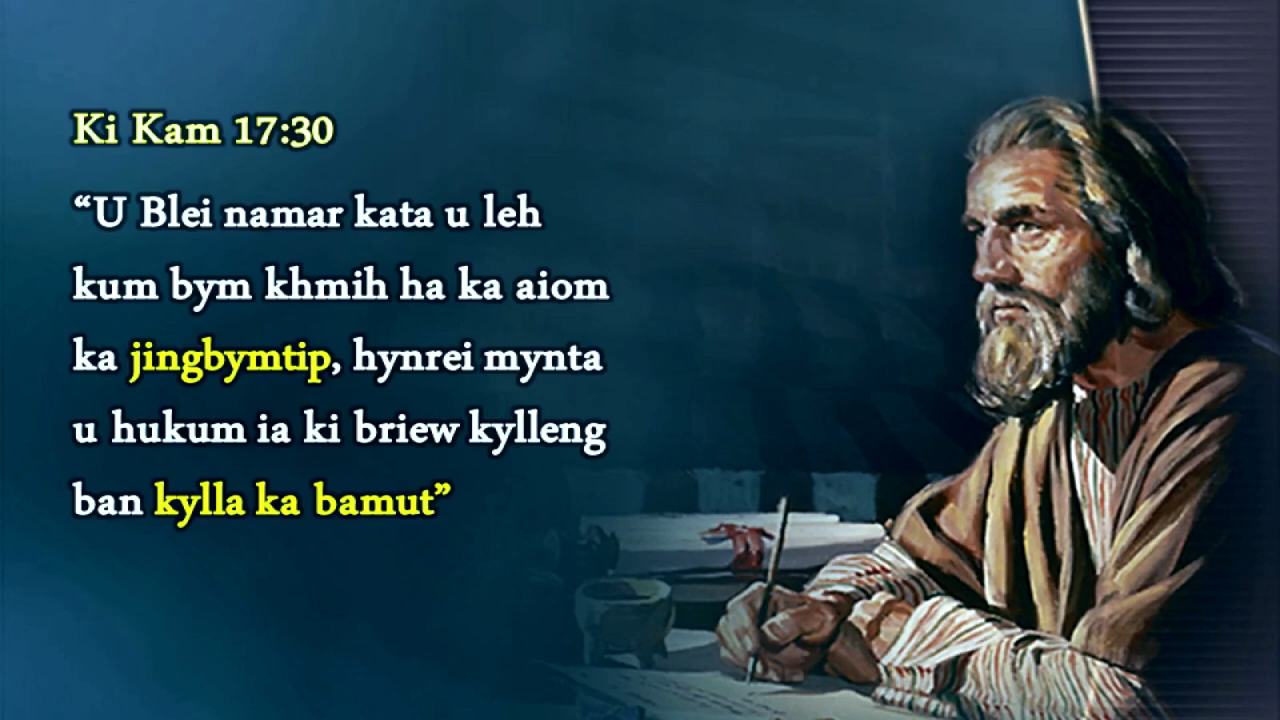 Ki Kam 17:30
“U Blei namar kata u leh
kum bym khmih ha ka aiom
ka jingbymtip, hynrei mynta
u hukum ia ki briew kylleng
ban kylla ka bamut”